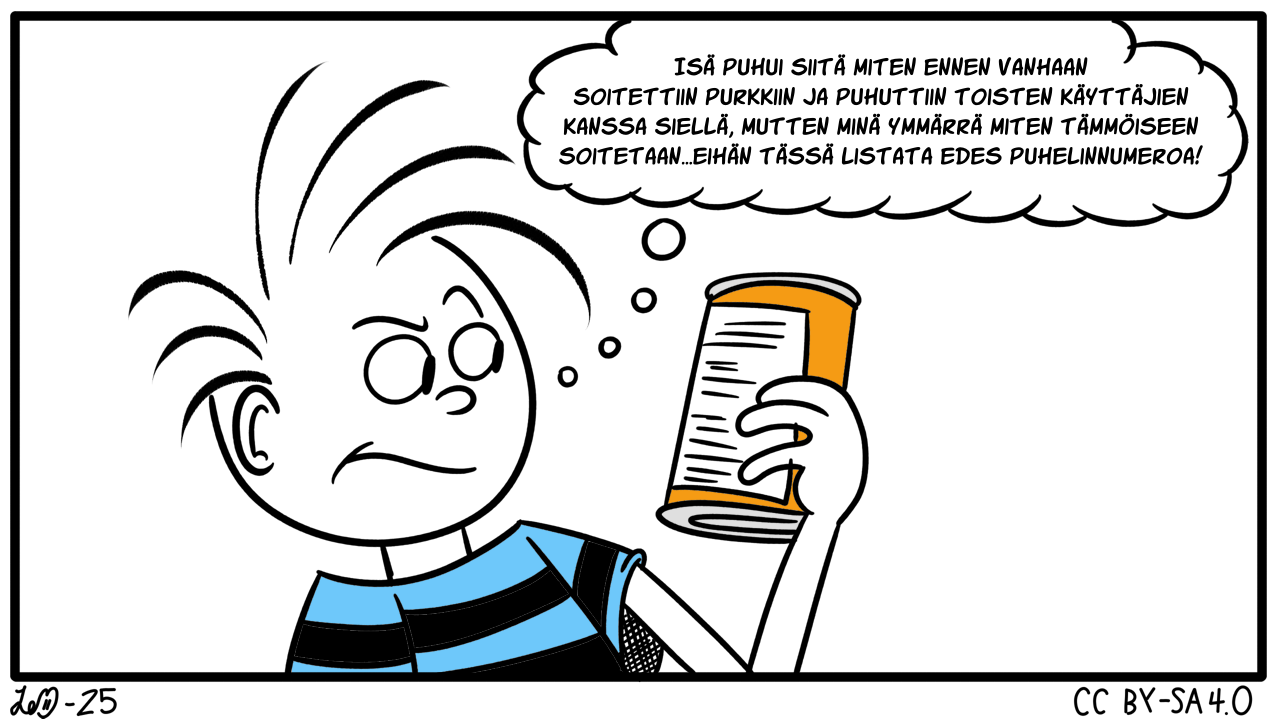 ISÄ PUHUI SIITÄ MITEN ENNEN VANHAAN
SOITETTIIN PURKKIIN JA PUHUTTIIN TOISTEN KÄYTTÄJIEN
KANSSA SIELLÄ, MUTTEN MINÄ YMMÄRRÄ MITEN TÄMMÖISEEN
SOITETAAN...EIHÄN TÄSSÄ LISTATA EDES PUHELINNUMEROA!
-25
CC BY-SA 4.0